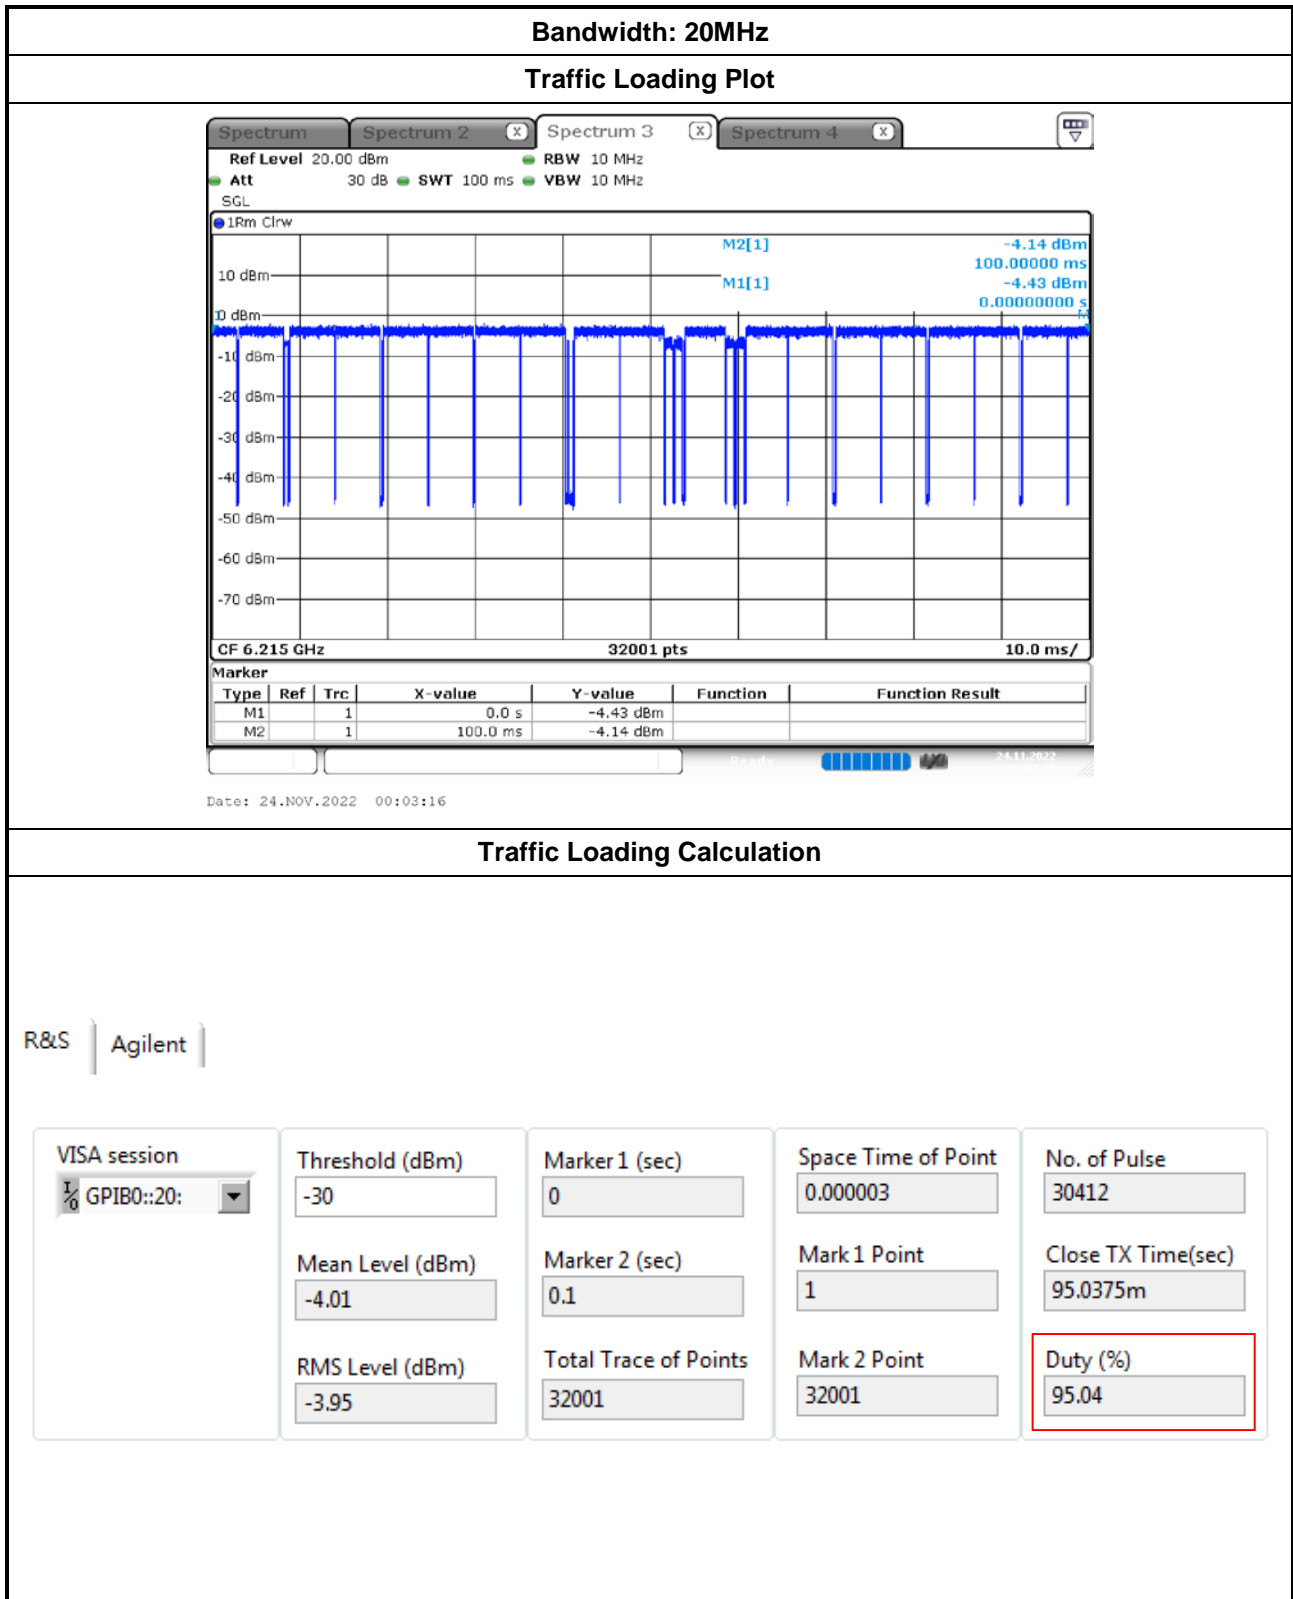 Bandwidth: 20MHz
Traffic Loading Plot
Spectrum Spectrum 2 X Spectrum 3 X Spectrum 4 X
Ref Level 20.00 dBm RBW 10 MHz
Att 30 dB SWT 100 ms VBW 10 MHz
SGL
1Rm Clrw
M2[1] -4.14 dBm
100.00000 ms
10 dBm
M1[1] -4.43 dBm
0.00000000 s
0 dBm
-10 dBm
-20 dBm
-30 dBm
-40 dBm
-50 dBm
-60 dBm
-70 dBm
CF 6.215 GHz 32001 pts 10.0 ms/
Marker
Type Ref Trc X-value Y-value Function Function Result
M1 1 0.0 s -4.43 dBm
M2 1 100.0 ms -4.14 dBm
Ready 24.11.2022
Date: 24.NOV.2022 00:03:16
Traffic Loading Calculation
R&S Agilent
VISA session
GPIB0::20:
Threshold (dBm)
-30
Mean Level (dBm)
-4.01
RMS Level (dBm)
-3.95
Marker 1 (sec)
0
Marker 2 (sec)
0.1
Total Trace of Points
32001
Space Time of Point
0.000003
Mark 1 Point
1
Mark 2 Point
32001
No. of Pulse
30412
Close TX Time(sec)
95.0375m
Duty (%)
95.04